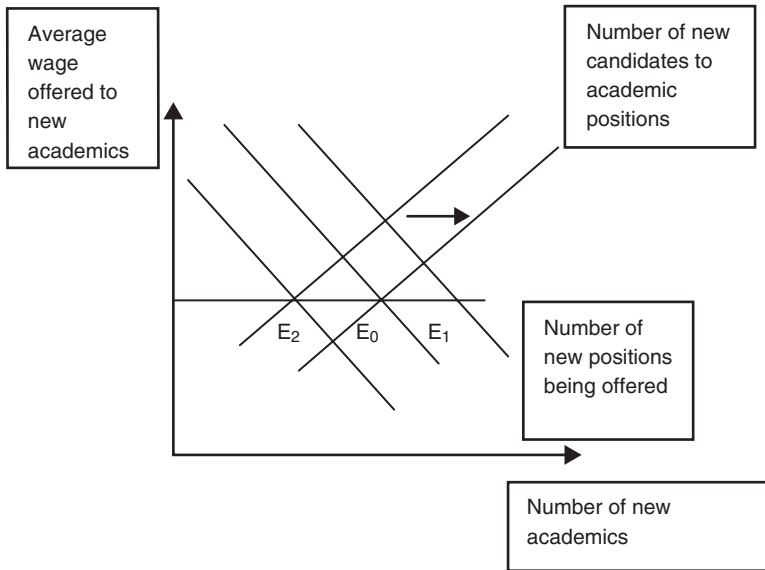 Average
wage
offered to
new
academics
Number of new
candidates to
academic
positions
E₂ E₀ E₁
Number of
new positions
being offered
Number of new
academics